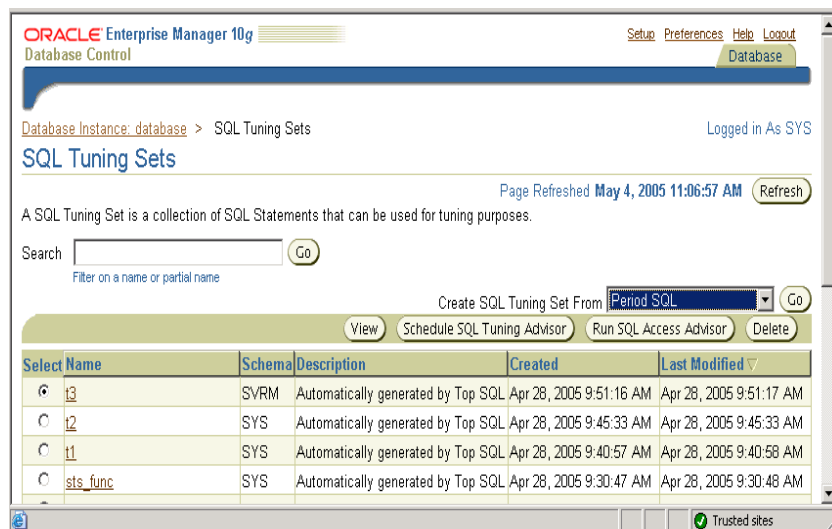 ORACLE Enterprise Manager 10g
Database Control
Setup Preferences Help Logout
Database
Database Instance: database > SQL Tuning Sets
Logged in As SYS
SQL Tuning Sets
Page Refreshed May 4, 2005 11:06:57 AM Refresh
A SQL Tuning Set is a collection of SQL Statements that can be used for tuning purposes.
Search Go
Filter on a name or partial name
Create SQL Tuning Set From Period SQL Go
View Schedule SQL Tuning Advisor Run SQL Access Advisor Delete
Select Name Schema Description Created Last Modified
t3 SVRM Automatically generated by Top SQL Apr 28, 2005 9:51:16 AM Apr 28, 2005 9:51:17 AM
t2 SYS Automatically generated by Top SQL Apr 28, 2005 9:45:33 AM Apr 28, 2005 9:45:33 AM
t1 SYS Automatically generated by Top SQL Apr 28, 2005 9:40:57 AM Apr 28, 2005 9:40:58 AM
sts_func SYS Automatically generated by Top SQL Apr 28, 2005 9:30:47 AM Apr 28, 2005 9:30:48 AM
Trusted sites